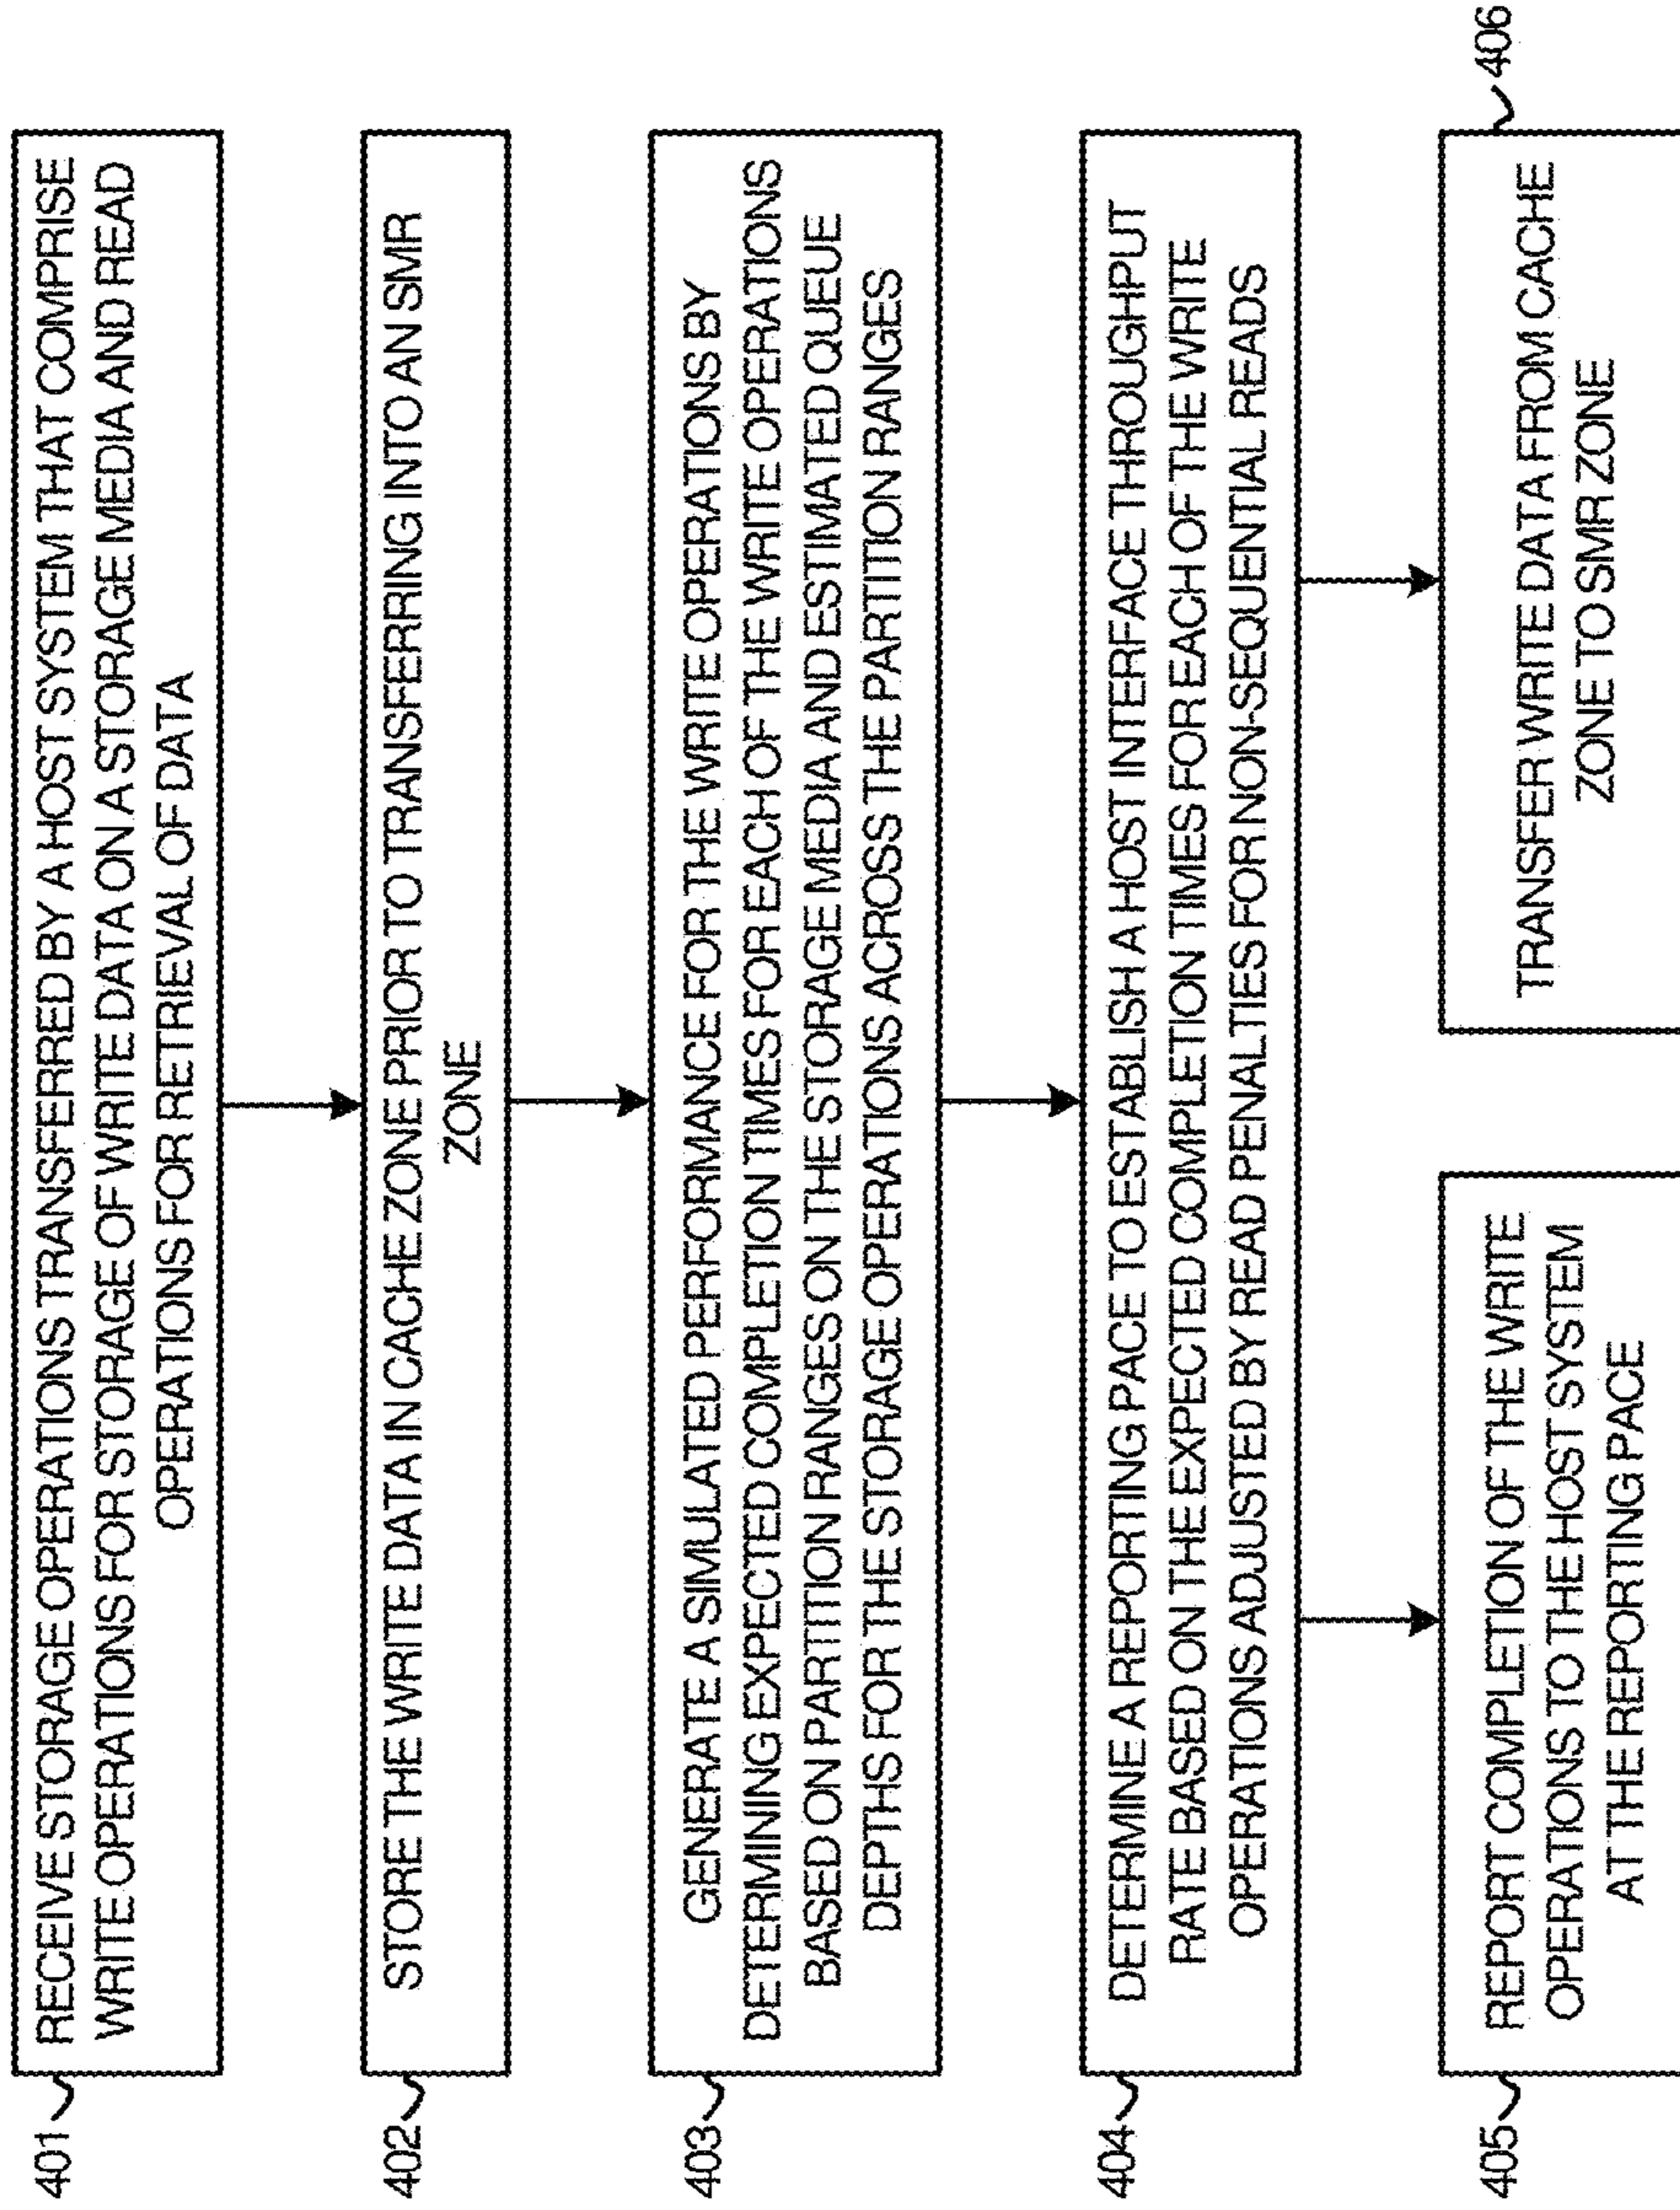 401
RECEIVE STORAGE OPERATIONS TRANSFERRED BY A HOST SYSTEM THAT COMPRISE
WRITE OPERATIONS FOR STORAGE OF WRITE DATA ON A STORAGE MEDIA AND READ
OPERATIONS FOR RETRIEVAL OF DATA
402
STORE THE WRITE DATA IN CACHE ZONE PRIOR TO TRANSFERRING INTO AN SMR
ZONE
403
GENERATE A SIMULATED PERFORMANCE FOR THE WRITE OPERATIONS BY
DETERMINING EXPECTED COMPLETION TIMES FOR EACH OF THE WRITE OPERATIONS
BASED ON PARTITION RANGES ON THE STORAGE MEDIA AND ESTIMATED QUEUE
DEPTHS FOR THE STORAGE OPERATIONS ACROSS THE PARTITION RANGES
404
DETERMINE A REPORTING PACE TO ESTABLISH A HOST INTERFACE THROUGHPUT
RATE BASED ON THE EXPECTED COMPLETION TIMES FOR EACH OF THE WRITE
OPERATIONS ADJUSTED BY READ PENALTIES FOR NON-SEQUENTIAL READS
405
REPORT COMPLETION OF THE WRITE
OPERATIONS TO THE HOST SYSTEM
AT THE REPORTING PACE
406
TRANSFER WRITE DATA FROM CACHE
ZONE TO SMR ZONE